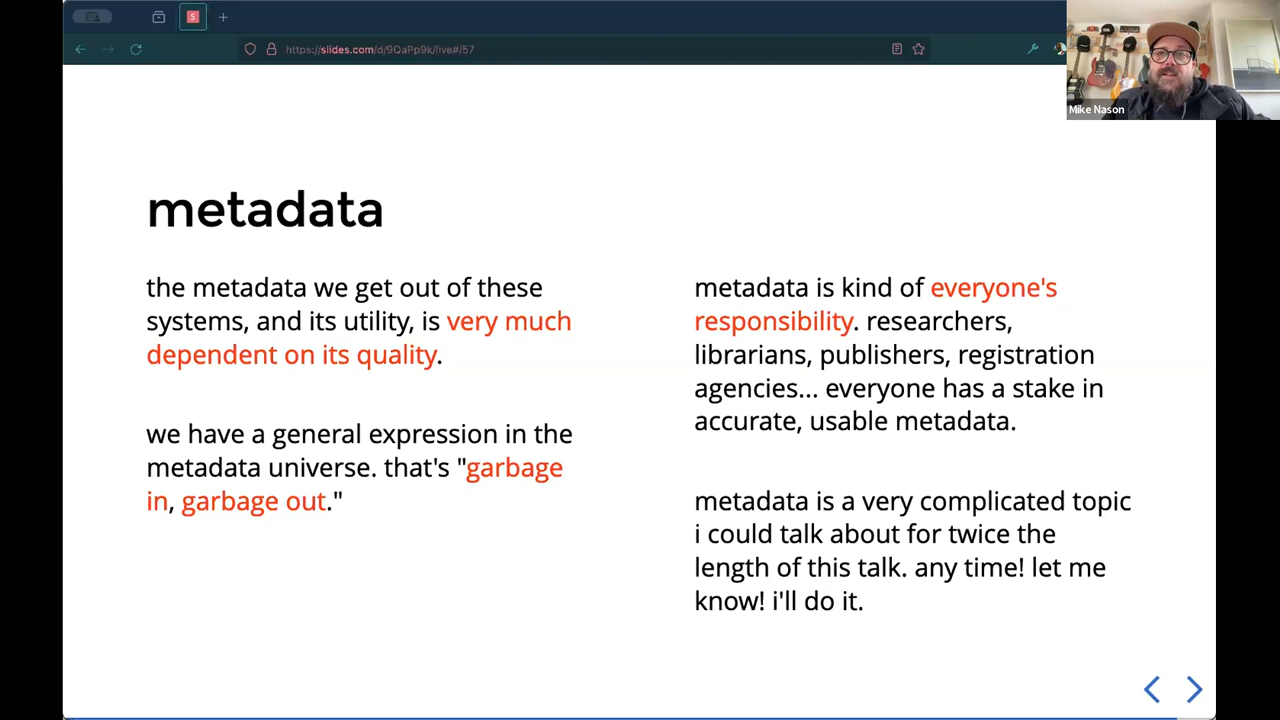 S
https://slides.com/d/9QaPp9k/live#/57
Mike Nason
metadata
the metadata we get out of these
systems, and its utility, is very much
dependent on its quality.
we have a general expression in the
metadata universe. that's "garbage
in, garbage out."
metadata is kind of everyone's
responsibility. researchers,
librarians, publishers, registration
agencies... everyone has a stake in
accurate, usable metadata.
metadata is a very complicated topic
i could talk about for twice the
length of this talk. any time! let me
know! i'll do it.